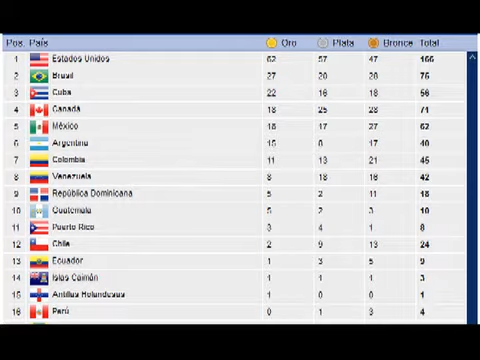 Pos. País Oro Plata Bronce Total
1 Estados Unidos 62 57 47 166
2 Brasil 27 20 28 75
3 Cuba 22 16 18 56
4 Canadá 18 25 28 71
5 México 18 17 27 62
6 Argentina 15 8 17 40
7 Colombia 11 13 21 45
8 Venezuela 8 18 16 42
9 República Dominicana 5 2 11 18
10 Guatemala 5 2 3 10
11 Puerto Rico 3 4 1 8
12 Chile 2 9 13 24
13 Ecuador 1 3 5 9
14 Islas Caimán 1 1 1 3
15 Antillas Holandesas 1 0 0 1
16 Perú 0 1 3 4